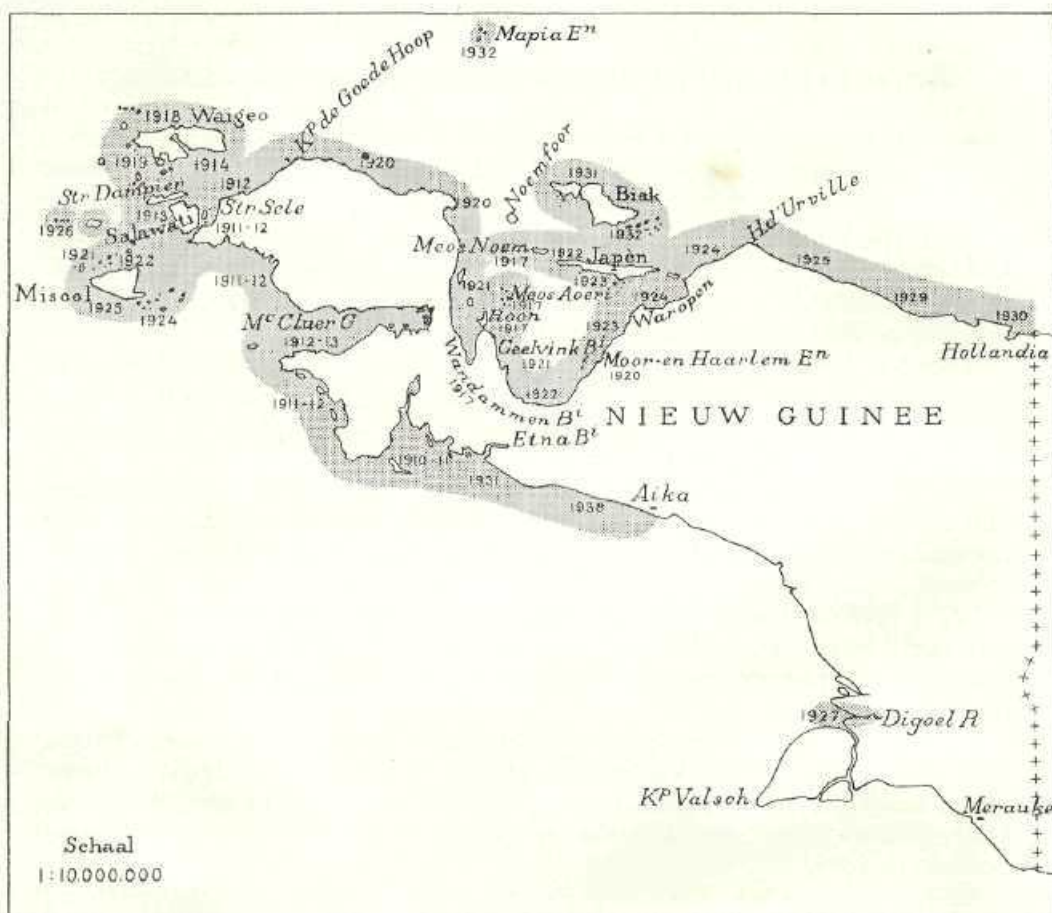 Mapia Eⁿ
1932
Kᵖ de Goede Hoop
1918 Waigeo
1919
1914
1920
1912
Noemfoor
1931
Biak
1932
Str Dampier
1913
Str Sele
1911-12
1926
Salawati
1920
Hᵈ d'Urville
1924
1925
1921
1922
Misool
1925
1924
1911-12
Moos Noem
1917
1922
Japèn
1923
1921
Moos Aoeri
1917
Roon
1917
1924
Waropen
1929
1930
Hollandia
Mᶜ Cluer G
1912-13
Geelvink Bᵗ
1921
1923
Moor-en Haarlem Eⁿ
1920
1922
Wandammen Bᵗ
1917
1911-12
NIEUW GUINEE
Etna Bᵗ
1910-11
1931
1938
Aika
1927
Digoel R
Kᵖ Valsch
Merauke
Schaal
1:10.000.000